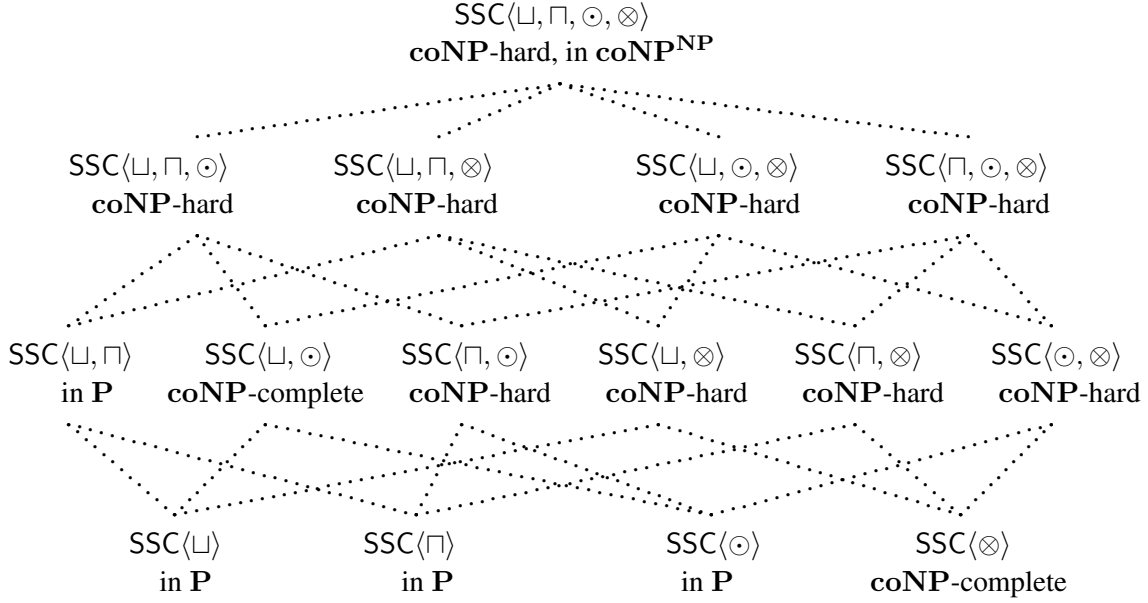 SSC⟨⊔, ⊓, ⊙, ⊗⟩
coNP-hard, in coNP^NP
SSC⟨⊔, ⊓, ⊙⟩ SSC⟨⊔, ⊓, ⊗⟩ SSC⟨⊔, ⊙, ⊗⟩ SSC⟨⊓, ⊙, ⊗⟩
coNP-hard coNP-hard coNP-hard coNP-hard
SSC⟨⊔, ⊓⟩ SSC⟨⊔, ⊙⟩ SSC⟨⊓, ⊙⟩ SSC⟨⊔, ⊗⟩ SSC⟨⊓, ⊗⟩ SSC⟨⊙, ⊗⟩
in P coNP-complete coNP-hard coNP-hard coNP-hard coNP-hard
SSC⟨⊔⟩ SSC⟨⊓⟩ SSC⟨⊙⟩ SSC⟨⊗⟩
in P in P in P coNP-complete